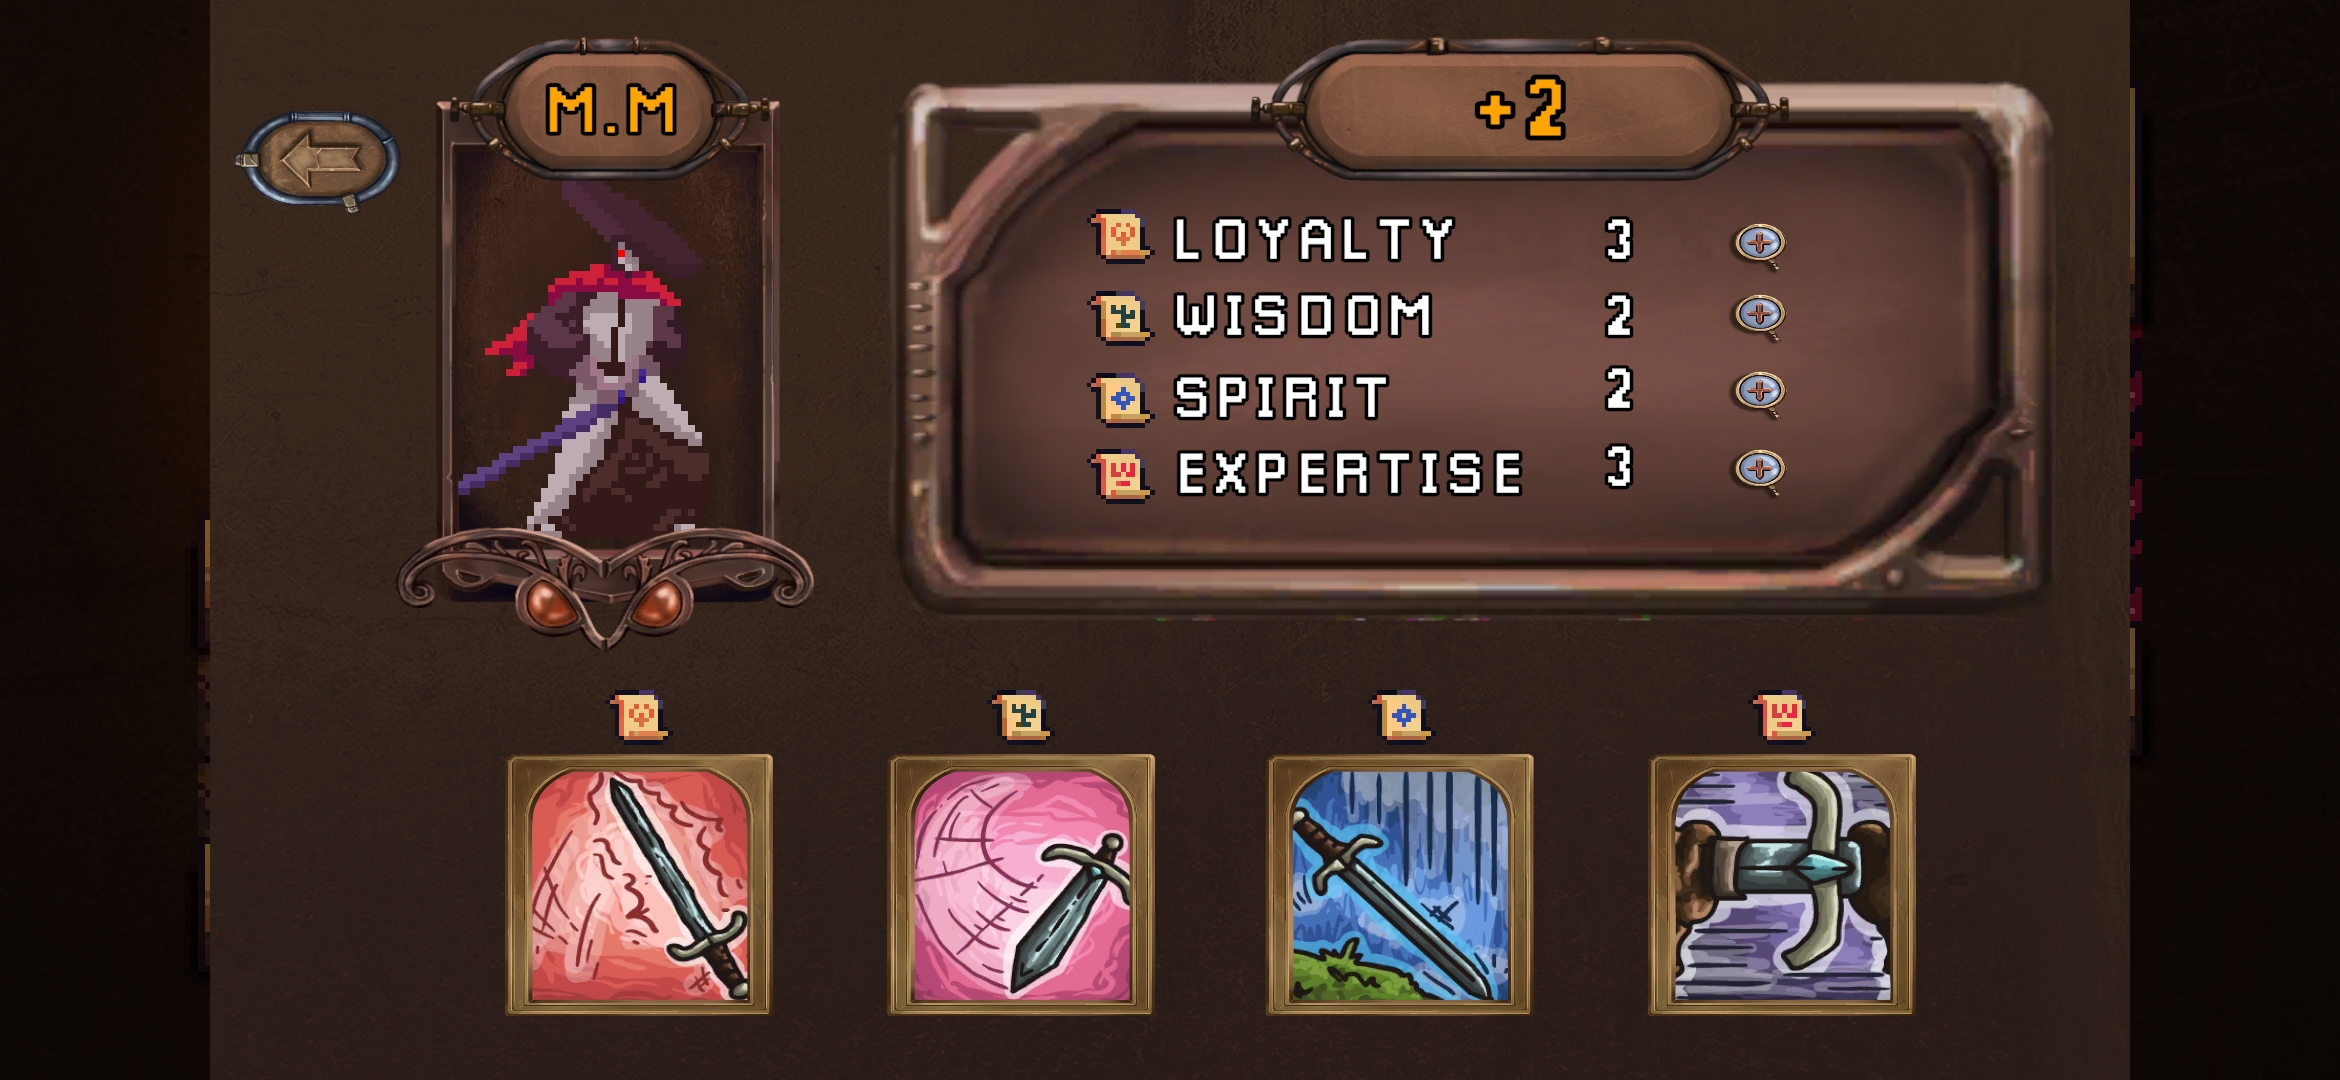 M.M
+2
LOYALTY 3
WISDOM 2
SPIRIT 2
EXPERTISE 3